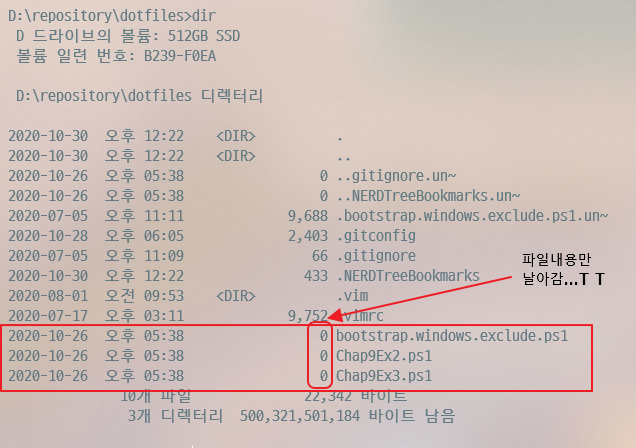 D:\repository\dotfiles>dir
D 드라이브의 볼륨: 512GB SSD
볼륨 일련 번호: B239-F0EA
D:\repository\dotfiles 디렉터리
2020-10-30 오후 12:22 <DIR> .
2020-10-30 오후 12:22 <DIR> ..
2020-10-26 오후 05:38 0 ..gitignore.un~
2020-10-26 오후 05:38 0 ..NERDTreeBookmarks.un~
2020-07-05 오후 11:11 9,688 .bootstrap.windows.exclude.ps1.un~
2020-10-28 오후 06:05 2,403 .gitconfig
2020-07-05 오후 11:09 66 .gitignore
2020-10-30 오후 12:22 433 .NERDTreeBookmarks
2020-08-01 오전 09:53 <DIR> .vim
2020-07-17 오후 03:11 9,752 .vimrc
2020-10-26 오후 05:38 0 bootstrap.windows.exclude.ps1
2020-10-26 오후 05:38 0 Chap9Ex2.ps1
2020-10-26 오후 05:38 0 Chap9Ex3.ps1
10개 파일 22,342 바이트
3개 디렉터리 500,321,501,184 바이트 남음
파일내용만
날아감...T T